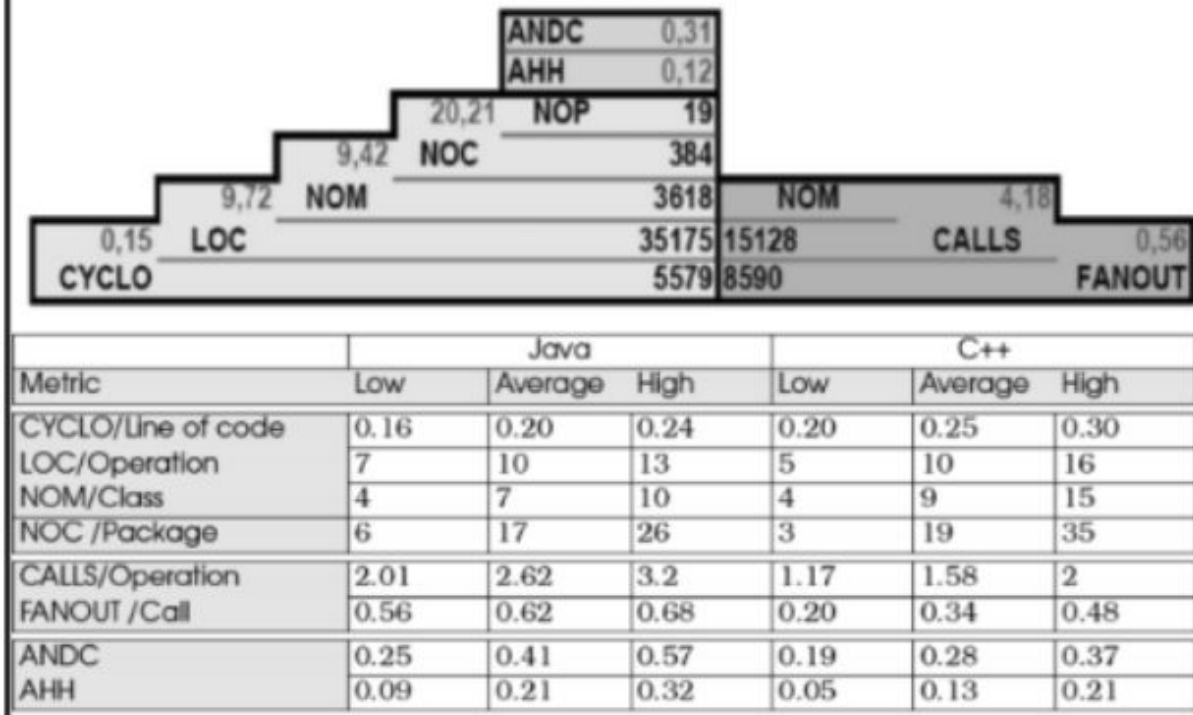 ANDC 0,31
AHH 0,12
20,21 NOP 19
9,42 NOC 384
9,72 NOM 3618 NOM 4,18
0,15 LOC 35175 15128 CALLS 0,56
CYCLO 5579 8590 FANOUT
Java C++
Metric Low Average High Low Average High
CYCLO/Line of code 0.16 0.20 0.24 0.20 0.25 0.30
LOC/Operation 7 10 13 5 10 16
NOM/Class 4 7 10 4 9 15
NOC /Package 6 17 26 3 19 35
CALLS/Operation 2.01 2.62 3.2 1.17 1.58 2
FANOUT /Call 0.56 0.62 0.68 0.20 0.34 0.48
ANDC 0.25 0.41 0.57 0.19 0.28 0.37
AHH 0.09 0.21 0.32 0.05 0.13 0.21